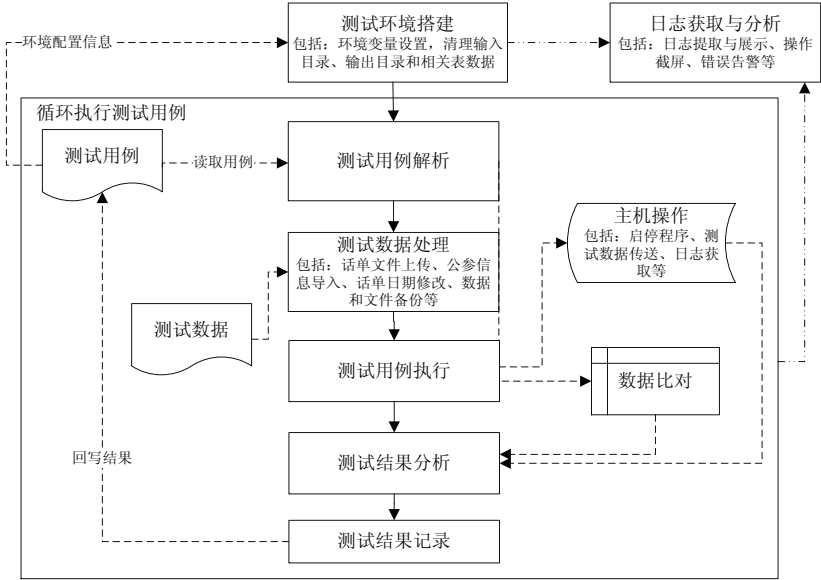 测试环境搭建
包括：环境变量设置，清理输入
目录、输出目录和相关表数据
日志获取与分析
包括：日志提取与展示、操作
截屏、错误告警等
环境配置信息
循环执行测试用例
测试用例
读取用例
测试用例解析
主机操作
包括：启停程序、测
试数据传送、日志获
取等
测试数据处理
包括：话单文件上传、公参信
息导入、话单日期修改、数据
和文件备份等
测试数据
测试用例执行
数据比对
回写结果
测试结果分析
测试结果记录